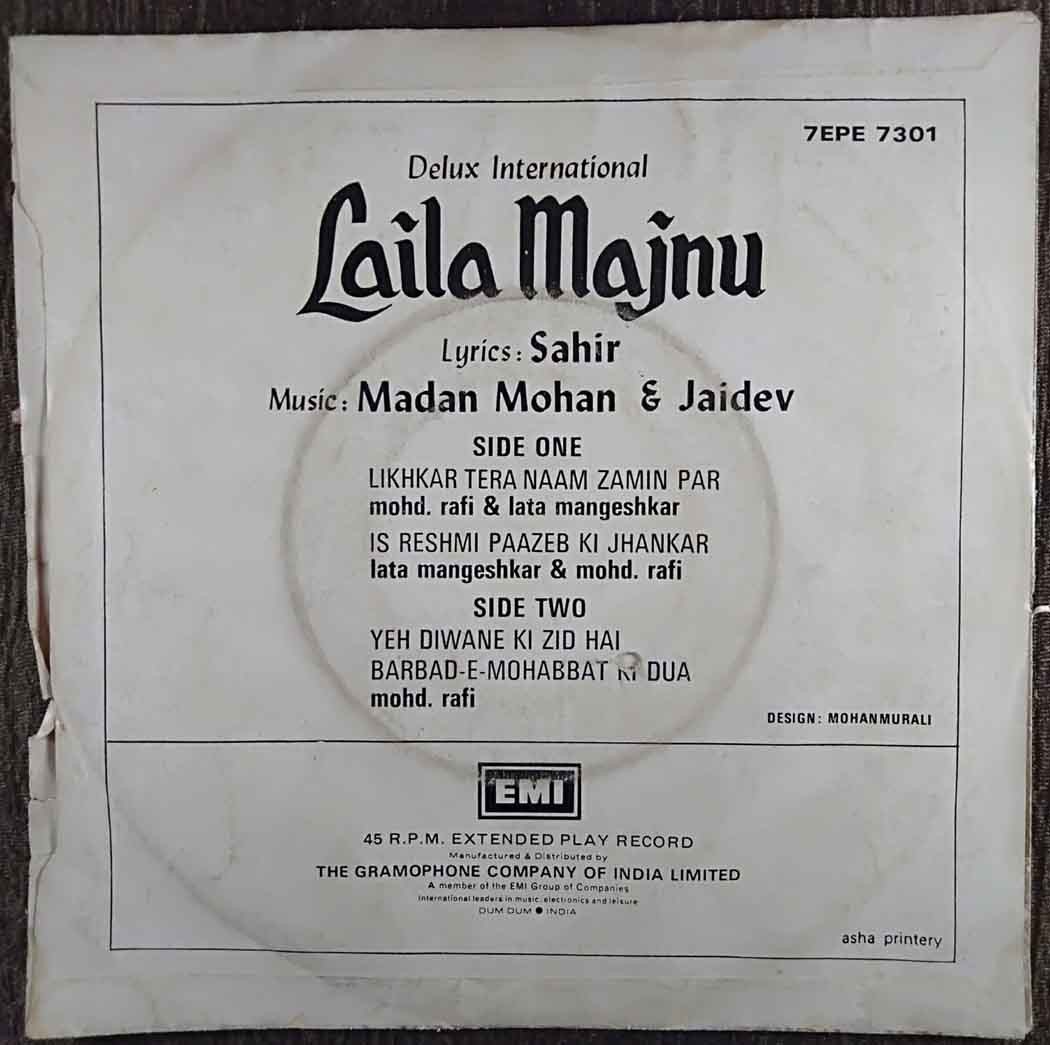 7EPE 7301
Delux International
Laila Majnu
Lyrics: Sahir
Music: Madan Mohan & Jaidev
SIDE ONE
LIKHKAR TERA NAAM ZAMIN PAR
mohd. rafi & lata mangeshkar
IS RESHMI PAAZEB KI JHANKAR
lata mangeshkar & mohd. rafi
SIDE TWO
YEH DIWANE KI ZID HAI
BARBAD-E-MOHABBAT KI DUA
mohd. rafi
DESIGN: MOHANMURALI
EMI
45 R.P.M. EXTENDED PLAY RECORD
Manufactured & Distributed by
THE GRAMOPHONE COMPANY OF INDIA LIMITED
A member of the EMI Group of Companies
International leaders in music, electronics and leisure
DUM DUM ● INDIA
asha printery